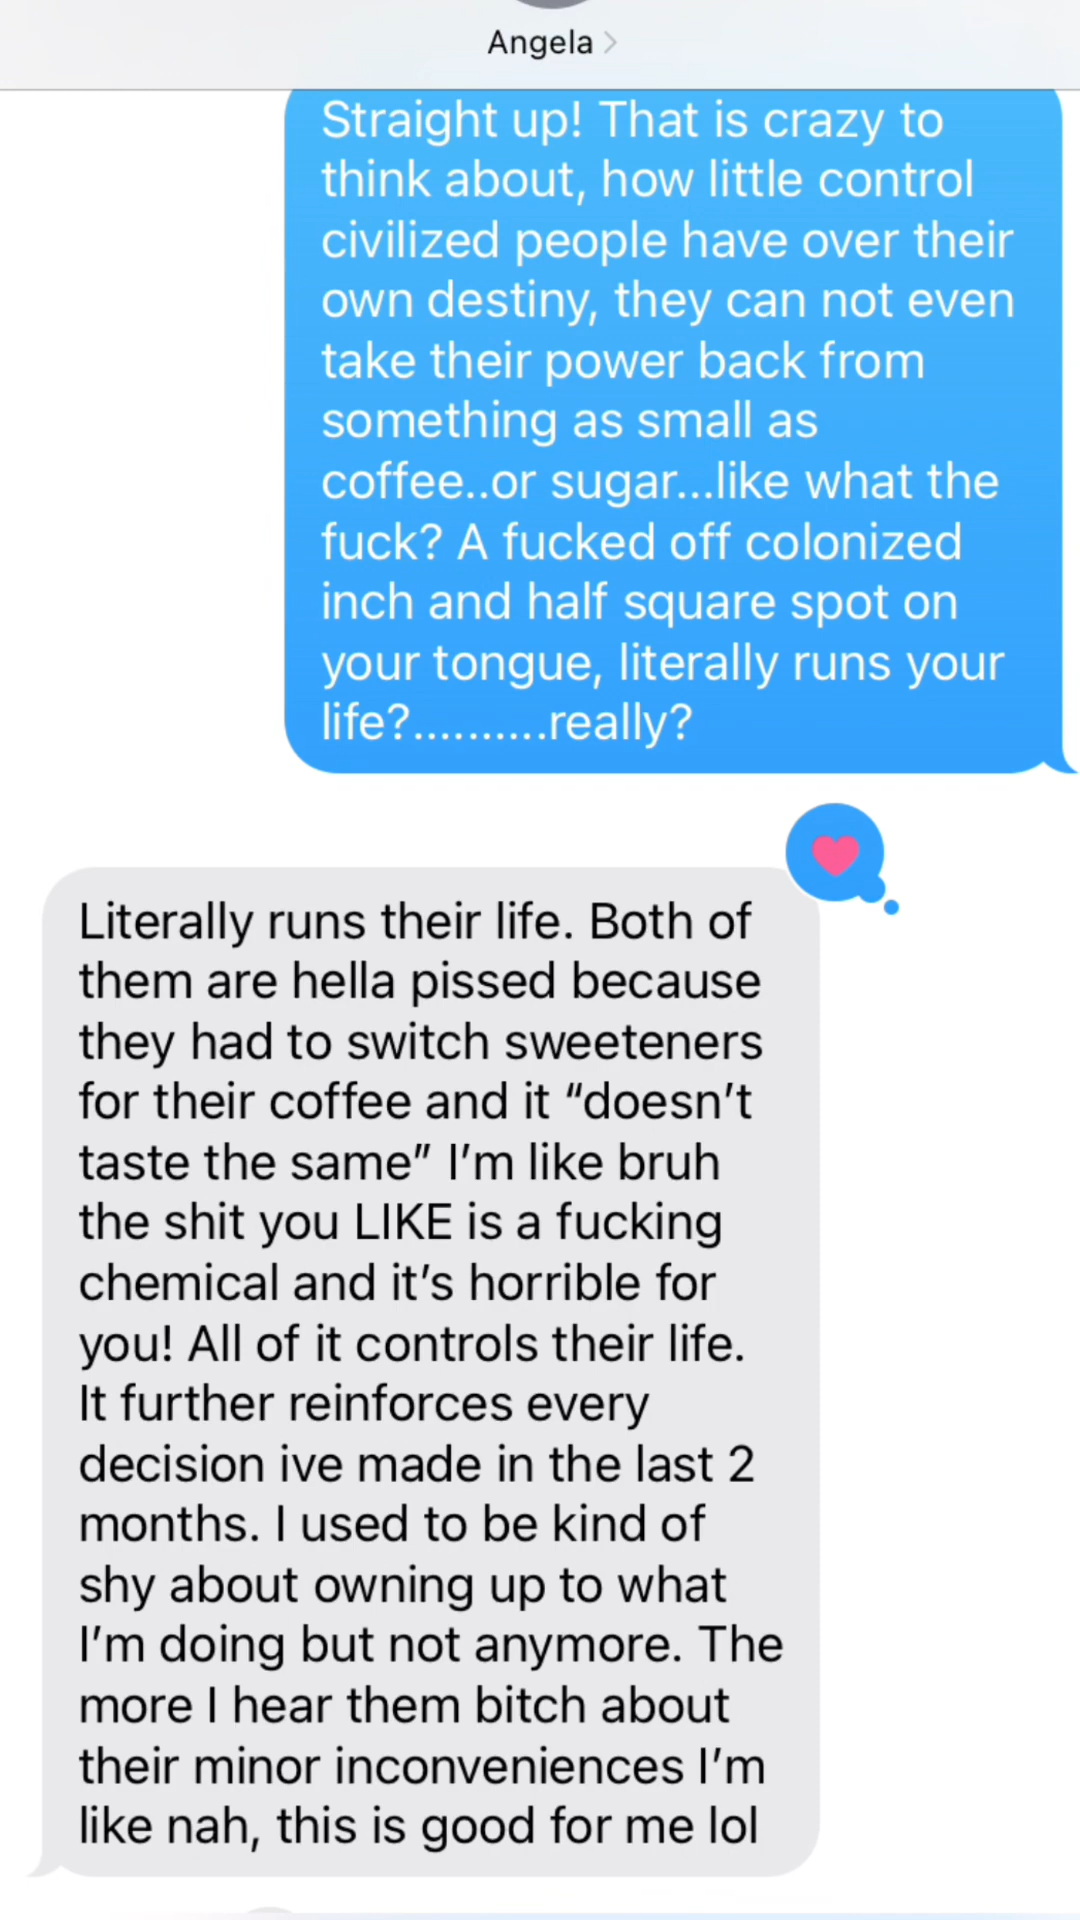 Angela
Straight up! That is crazy to
think about, how little control
civilized people have over their
own destiny, they can not even
take their power back from
something as small as
coffee..or sugar...like what the
fuck? A fucked off colonized
inch and half square spot on
your tongue, literally runs your
life?..........really?
Literally runs their life. Both of
them are hella pissed because
they had to switch sweeteners
for their coffee and it “doesn’t
taste the same” I’m like bruh
the shit you LIKE is a fucking
chemical and it’s horrible for
you! All of it controls their life.
It further reinforces every
decision ive made in the last 2
months. I used to be kind of
shy about owning up to what
I’m doing but not anymore. The
more I hear them bitch about
their minor inconveniences I’m
like nah, this is good for me lol